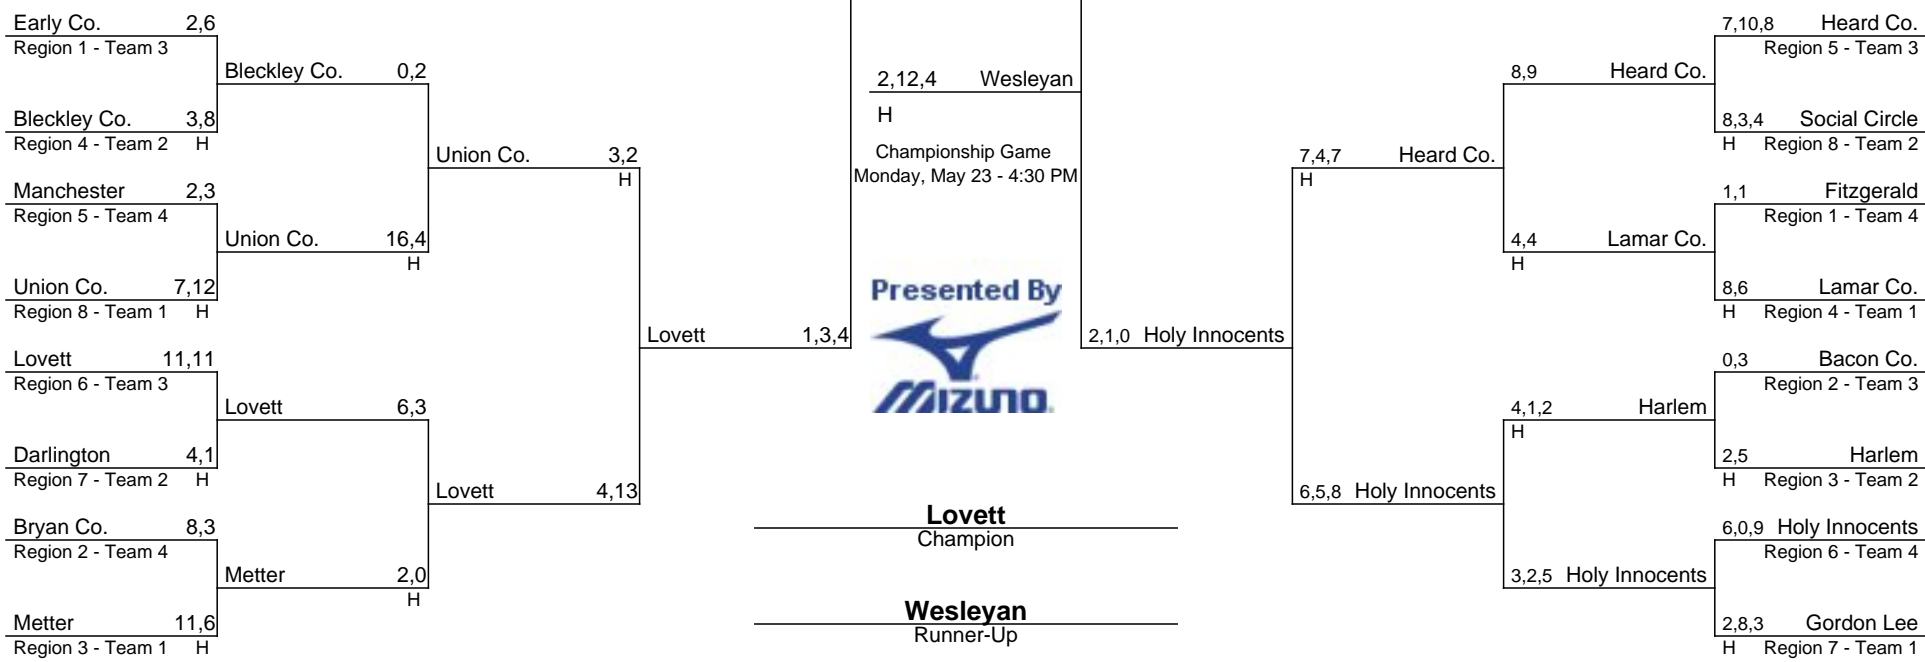 Early Co. 2,6
Region 1 - Team 3
Bleckley Co. 0,2
Bleckley Co. 3,8
Region 4 - Team 2 H
Union Co. 3,2
H
Manchester 2,3
Region 5 - Team 4
Union Co. 16,4
H
Union Co. 7,12
Region 8 - Team 1 H
Lovett 1,3,4
Lovett 11,11
Region 6 - Team 3
Lovett 6,3
Darlington 4,1
Region 7 - Team 2 H
Lovett 4,13
Bryan Co. 8,3
Region 2 - Team 4
Metter 2,0
H
Metter 11,6
Region 3 - Team 1 H
2,12,4 Wesleyan
H
Championship Game
Monday, May 23 - 4:30 PM
Presented By
MIZUNO
Lovett
Champion
Wesleyan
Runner-Up
7,10,8 Heard Co.
Region 5 - Team 3
8,9 Heard Co.
8,3,4 Social Circle
H Region 8 - Team 2
7,4,7 Heard Co.
H
1,1 Fitzgerald
Region 1 - Team 4
4,4 Lamar Co.
H
8,6 Lamar Co.
H Region 4 - Team 1
2,1,0 Holy Innocents
0,3 Bacon Co.
Region 2 - Team 3
4,1,2 Harlem
H
2,5 Harlem
H Region 3 - Team 2
6,5,8 Holy Innocents
6,0,9 Holy Innocents
Region 6 - Team 4
3,2,5 Holy Innocents
2,8,3 Gordon Lee
H Region 7 - Team 1